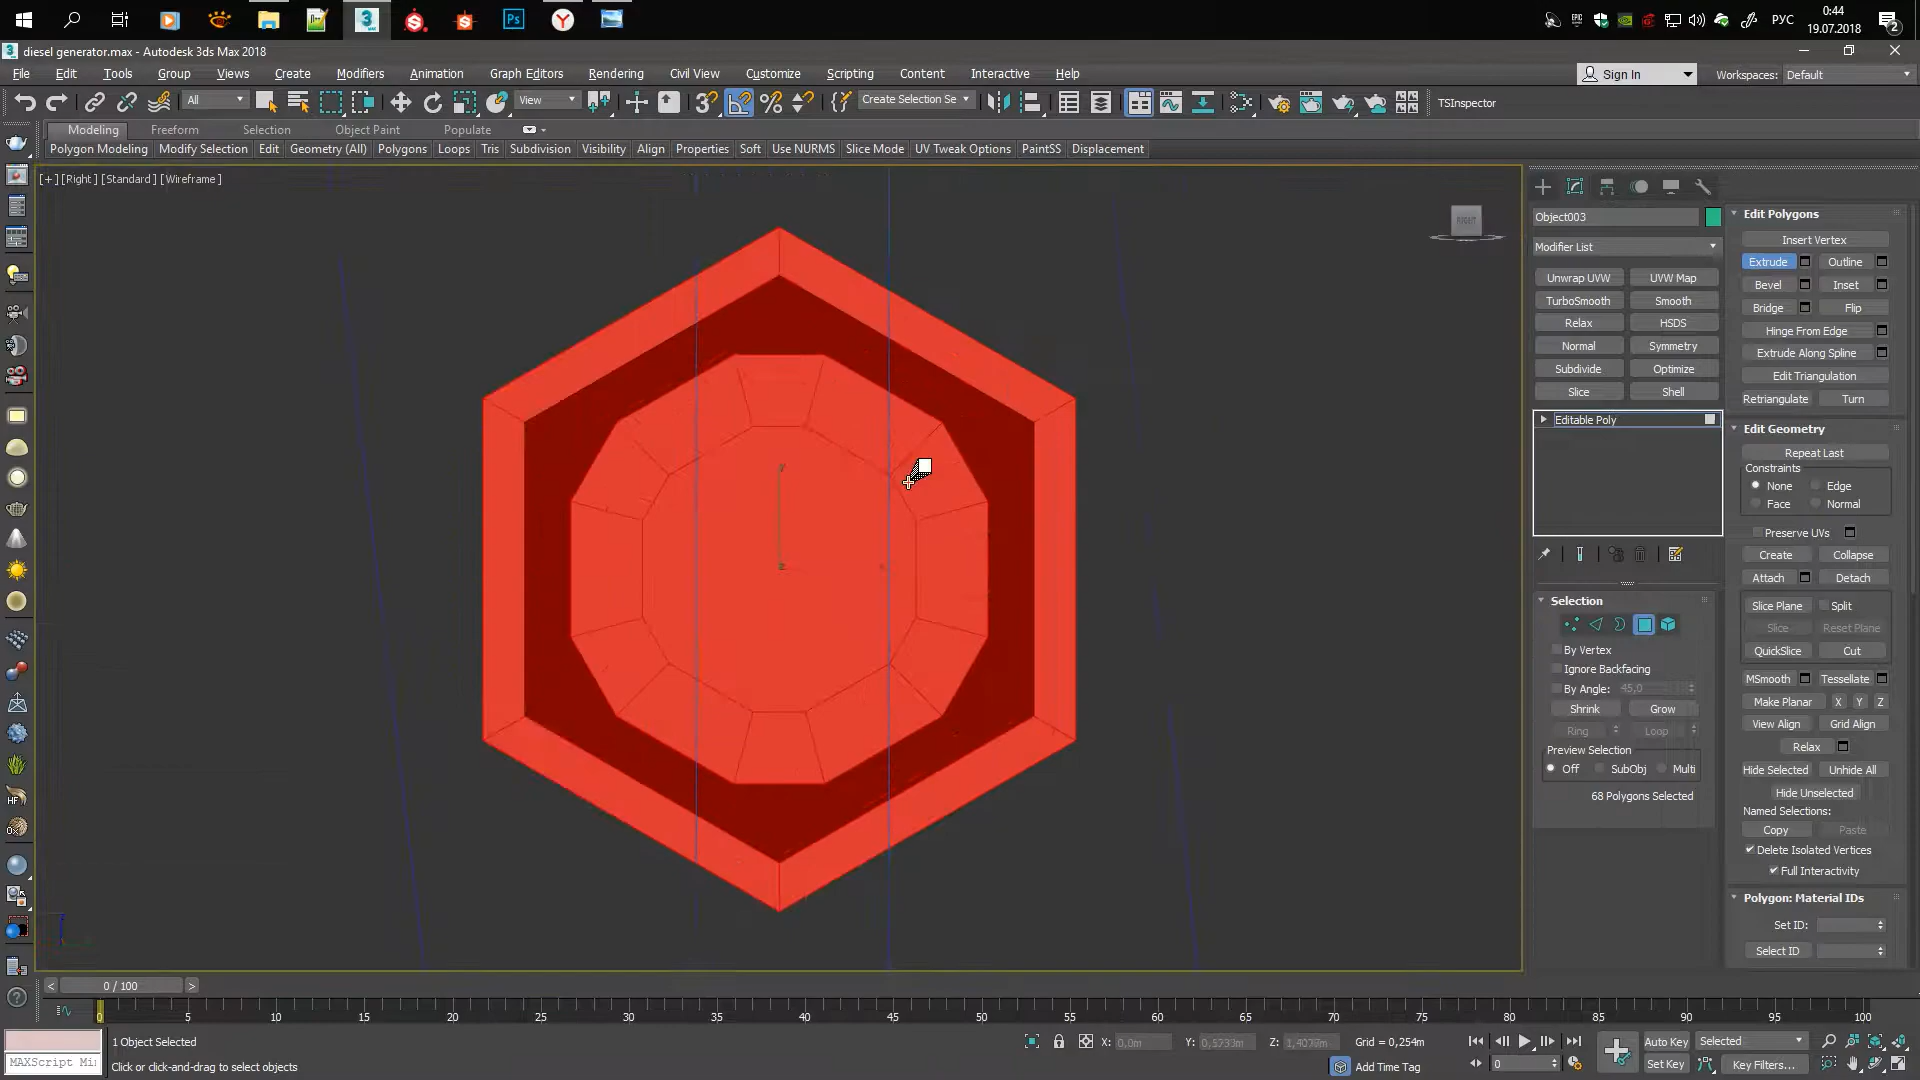 РУС
0:44
19.07.2018
2
diesel generator.max - Autodesk 3ds Max 2018
File Edit Tools Group Views Create Modifiers Animation Graph Editors Rendering Civil View Customize Scripting Content Interactive Help
Sign In
Workspaces: Default
All
View
Create Selection Se
TSInspector
Modeling Freeform Selection Object Paint Populate
Polygon Modeling Modify Selection Edit Geometry (All) Polygons Loops Tris Subdivision Visibility Align Properties Soft Use NURMS Slice Mode UV Tweak Options PaintSS Displacement
[+] [Right] [Standard] [Wireframe]
Object003
Modifier List
Unwrap UVW UVW Map
TurboSmooth Smooth
Relax HSDS
Normal Symmetry
Subdivide Optimize
Slice Shell
Editable Poly
Selection
By Vertex
Ignore Backfacing
By Angle: 45,0
Shrink Grow
Ring Loop
Preview Selection
Off SubObj Multi
68 Polygons Selected
Edit Polygons
Insert Vertex
Extrude Outline
Bevel Inset
Bridge Flip
Hinge From Edge
Extrude Along Spline
Edit Triangulation
Retriangulate Turn
Edit Geometry
Repeat Last
Constraints
None Edge
Face Normal
Preserve UVs
Create Collapse
Attach Detach
Slice Plane Split
Slice Reset Plane
QuickSlice Cut
MSmooth Tessellate
Make Planar X Y Z
View Align Grid Align
Relax
Hide Selected Unhide All
Hide Unselected
Named Selections:
Copy Paste
Delete Isolated Vertices
Full Interactivity
Polygon: Material IDs
Set ID:
Select ID
< 0 / 100 >
0 5 10 15 20 25 30 35 40 45 50 55 60 65 70 75 80 85 90 95 100
1 Object Selected
MAXScript Mi
Click or click-and-drag to select objects
X: 0,0m Y: Z: Grid = 0,254m
Add Time Tag
0
Auto Key Selected
Set Key Key Filters...